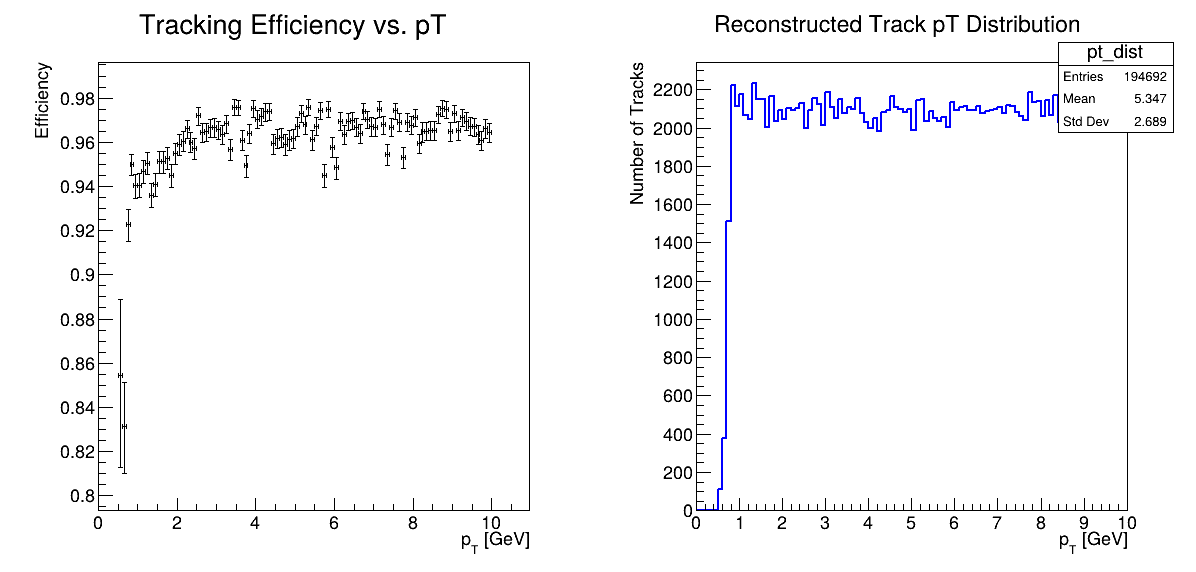 Tracking Efficiency vs. pT
Efficiency
0.98
0.96
0.94
0.92
0.9
0.88
0.86
0.84
0.82
0.8
0 2 4 6 8 10
pT [GeV]
Reconstructed Track pT Distribution
pt_dist
Entries 194692
Mean 5.347
Std Dev 2.689
Number of Tracks
2200
2000
1800
1600
1400
1200
1000
800
600
400
200
0
0 1 2 3 4 5 6 7 8 9 10
pT [GeV]